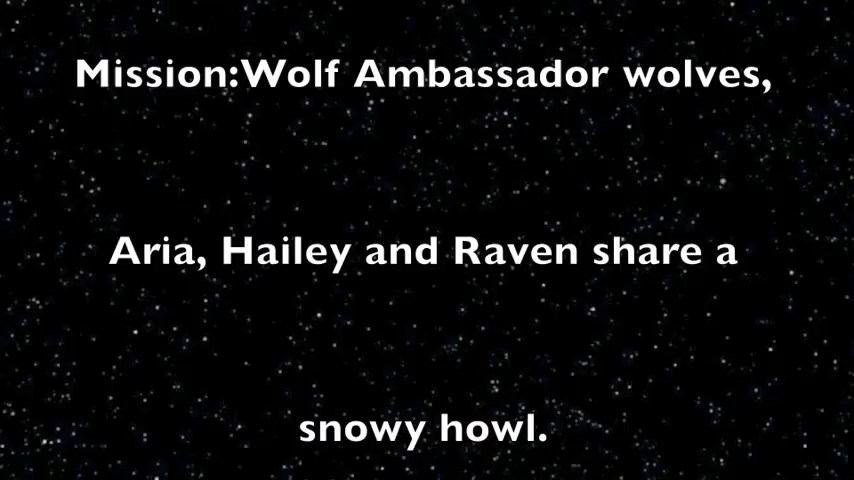 Mission:Wolf Ambassador wolves,
Aria, Hailey and Raven share a
snowy howl.